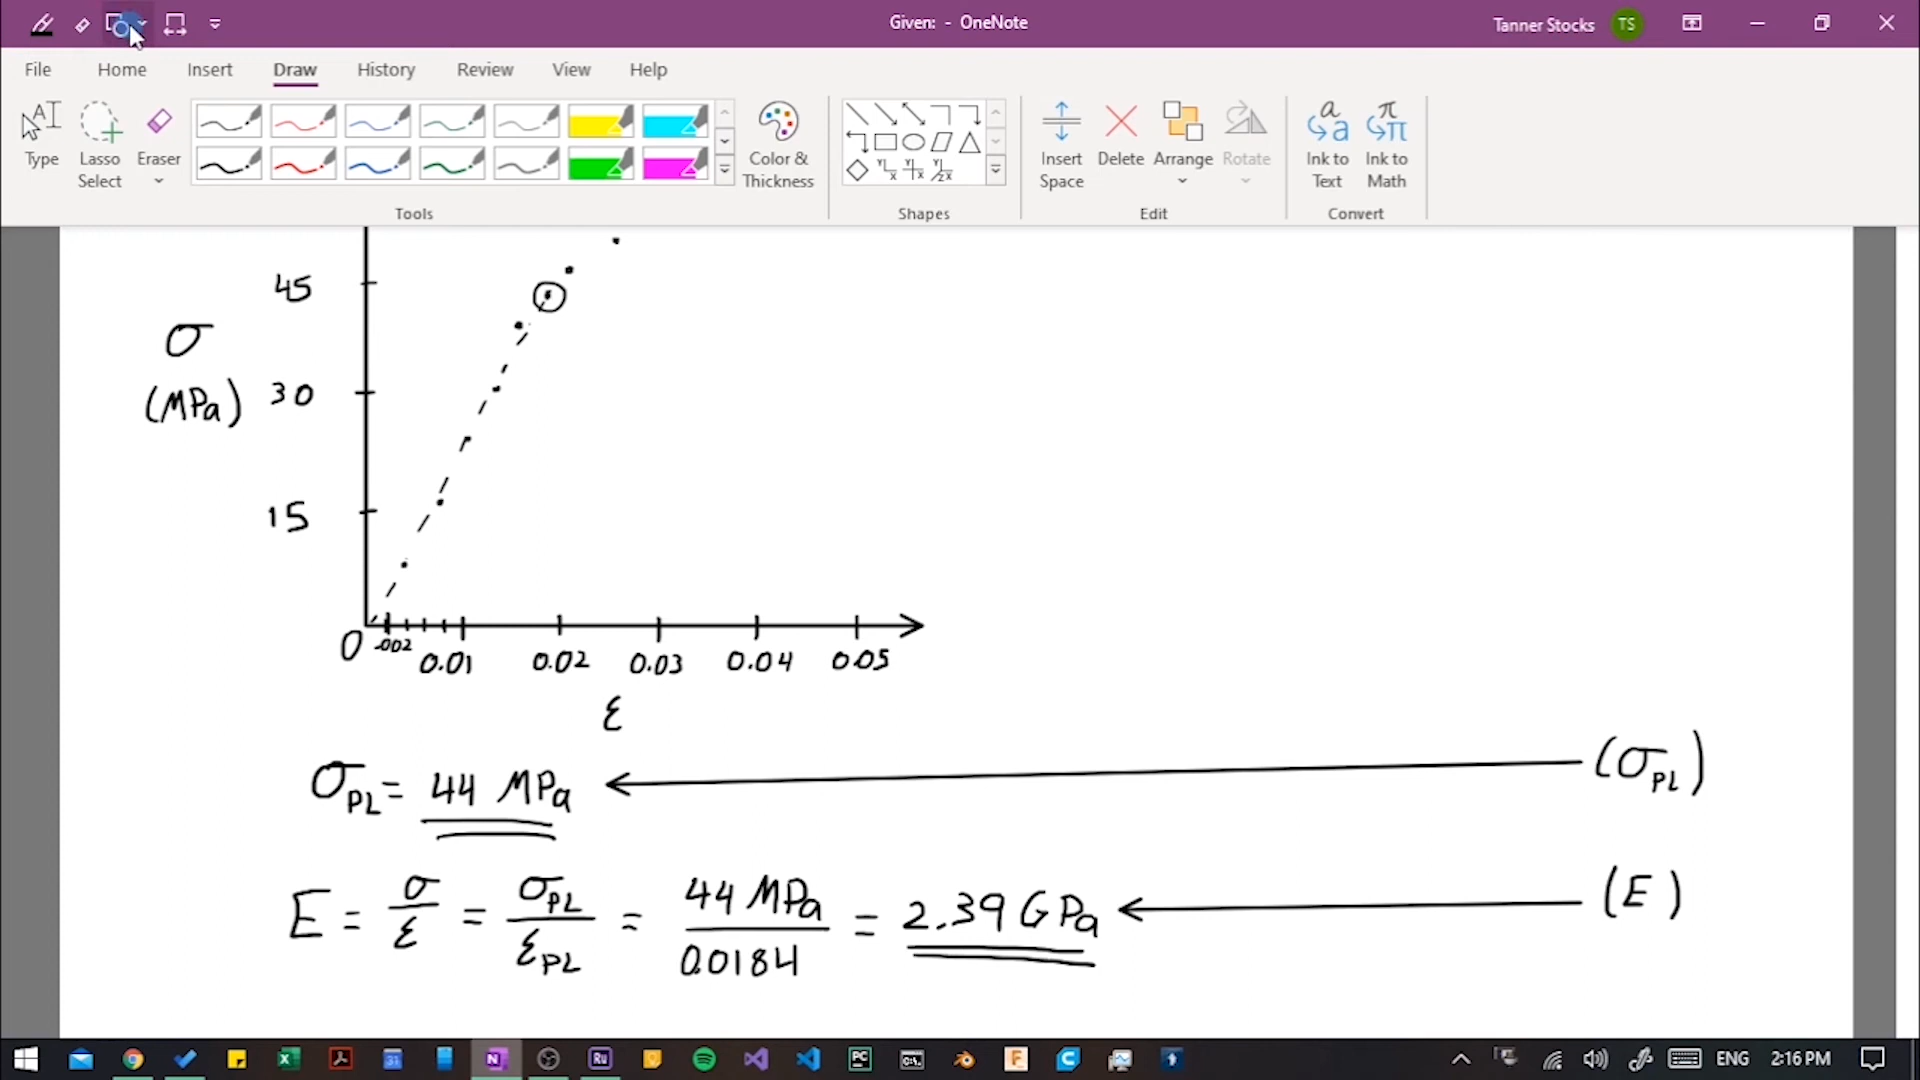 Given: - OneNote
Tanner Stocks TS
File Home Insert Draw History Review View Help
Type
Lasso Select
Eraser
Color & Thickness
Insert Space
Delete
Arrange
Rotate
Ink to Text
Ink to Math
Tools Shapes Edit Convert
45
σ
(MPa) 30
15
0 .002 0.01 0.02 0.03 0.04 0.05
ε
σPL = 44 MPa (σPL)
E = σ/ε = σPL/εPL = 44 MPa/0.0184 = 2.39 GPa (E)
ENG 2:16 PM